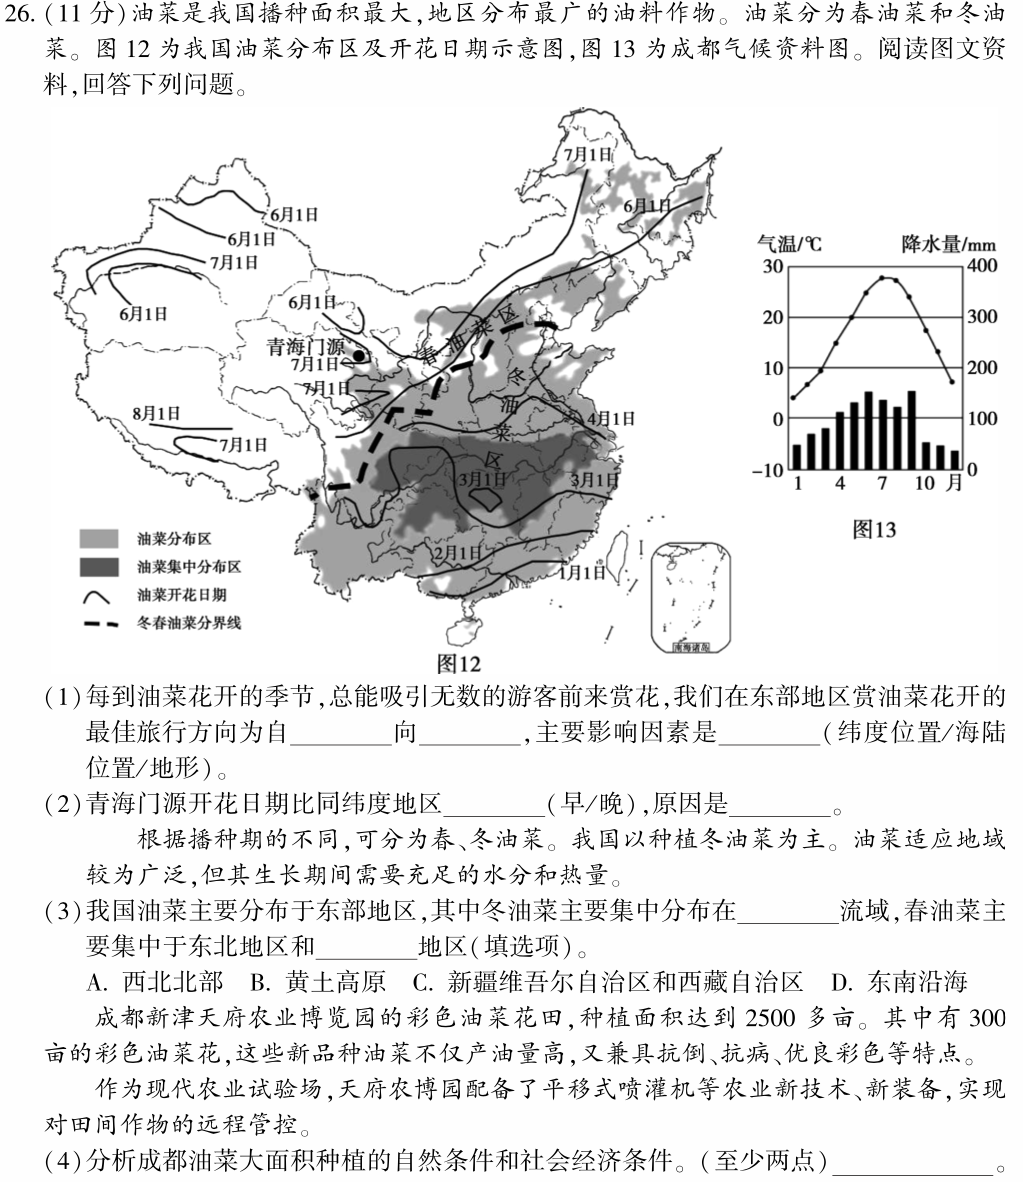 26.(11分)油菜是我国播种面积最大,地区分布最广的油料作物。油菜分为春油菜和冬油
菜。图12为我国油菜分布区及开花日期示意图,图13为成都气候资料图。阅读图文资
料,回答下列问题。
7月1日
6月1日
6月1日
6月1日
7月1日
6月1日
6月1日
青海门源
7月1日
7月1日
8月1日
7月1日
春油菜区
冬油菜区
4月1日
3月1日
3月1日
2月1日
1月1日
油菜分布区
油菜集中分布区
油菜开花日期
冬春油菜分界线
南海诸岛
图12
气温/℃ 降水量/mm
30 400
20 300
10 200
0 100
-10 0
1 4 7 10 月
图13
(1)每到油菜花开的季节,总能吸引无数的游客前来赏花,我们在东部地区赏油菜花开的
最佳旅行方向为自________向________,主要影响因素是________(纬度位置/海陆
位置/地形)。
(2)青海门源开花日期比同纬度地区________(早/晚),原因是________。
根据播种期的不同,可分为春、冬油菜。我国以种植冬油菜为主。油菜适应地域
较为广泛,但其生长期间需要充足的水分和热量。
(3)我国油菜主要分布于东部地区,其中冬油菜主要集中分布在________流域,春油菜主
要集中于东北地区和________地区(填选项)。
A. 西北北部 B. 黄土高原 C. 新疆维吾尔自治区和西藏自治区 D. 东南沿海
成都新津天府农业博览园的彩色油菜花田,种植面积达到2500多亩。其中有300
亩的彩色油菜花,这些新品种油菜不仅产油量高,又兼具抗倒、抗病、优良彩色等特点。
作为现代农业试验场,天府农博园配备了平移式喷灌机等农业新技术、新装备,实现
对田间作物的远程管控。
(4)分析成都油菜大面积种植的自然条件和社会经济条件。(至少两点)____________。